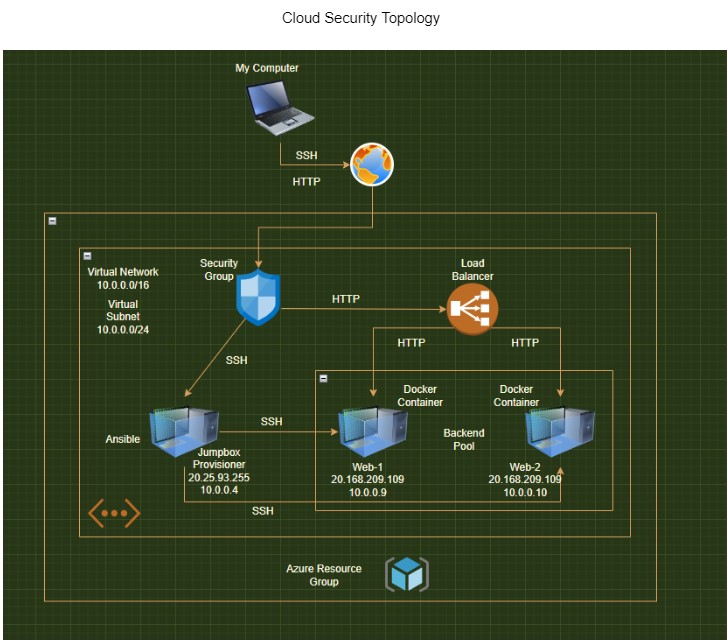 Cloud Security Topology
My Computer
SSH
HTTP
Security
Group
Load
Balancer
Virtual Network
10.0.0.0/16
Virtual
Subnet
10.0.0.0/24
HTTP
HTTP
HTTP
SSH
Docker
Container
Docker
Container
SSH
Ansible
Backend
Pool
Jumpbox
Provisioner
20.25.93.255
10.0.0.4
Web-1
20.168.209.109
10.0.0.9
Web-2
20.168.209.109
10.0.0.10
SSH
Azure Resource
Group